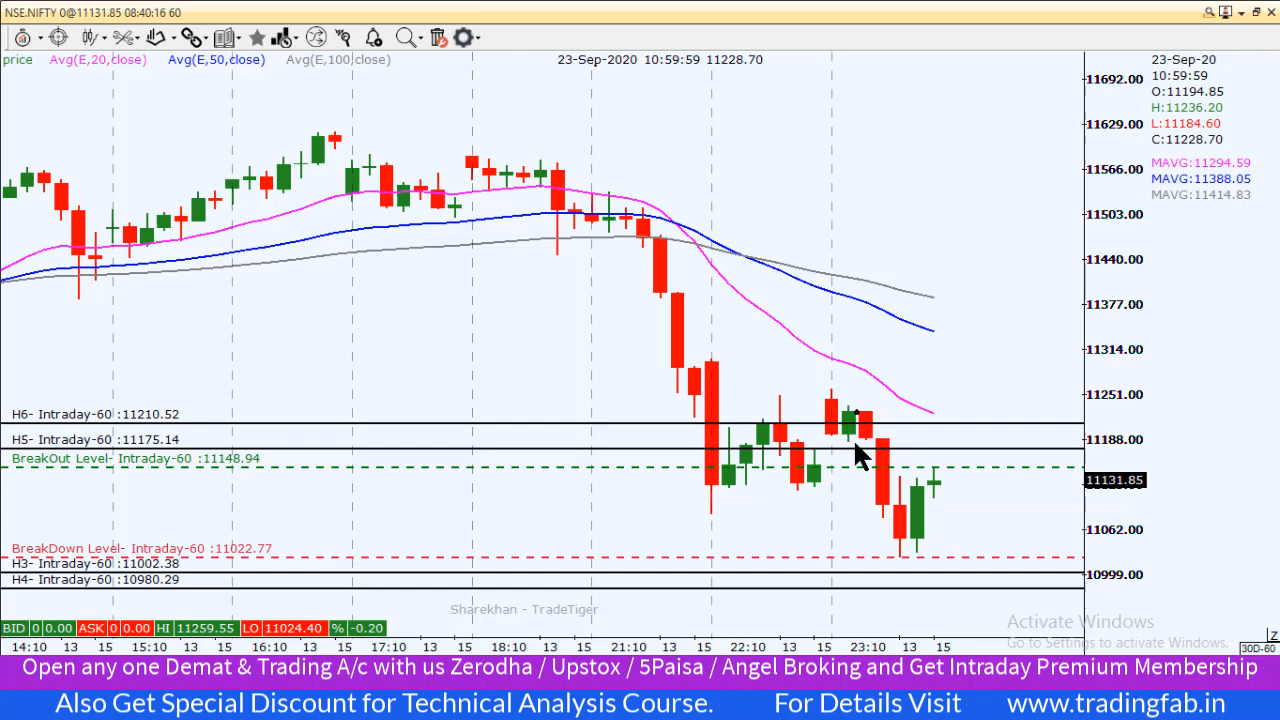 NSE.NIFTY 0@11131.85 08:40:16 60
price Avg(E,20,close) Avg(E,50,close) Avg(E,100,close) 23-Sep-2020 10:59:59 11228.70
23-Sep-20
10:59:59
O:11194.85
H:11236.20
L:11184.60
C:11228.70
MAVG:11294.59
MAVG:11388.05
MAVG:11414.83
11692.00
11629.00
11566.00
11503.00
11440.00
11377.00
11314.00
11251.00
11188.00
11131.85
11062.00
10999.00
H6- Intraday-60 :11210.52
H5- Intraday-60 :11175.14
BreakOut Level- Intraday-60 :11148.94
BreakDown Level- Intraday-60 :11022.77
H3- Intraday-60 :11002.38
H4- Intraday-60 :10980.29
Sharekhan - TradeTiger
Activate Windows
Go to Settings to activate Windows.
BID 0 0.00 ASK 0 0.00 HI 11259.55 LO 11024.40 % -0.20
Z
14:10 13 15 15:10 13 15 16:10 13 15 17:10 13 15 18:10 13 15 21:10 13 15 22:10 13 15 23:10 13 15 30D-60
Open any one Demat & Trading A/c with us Zerodha / Upstox / 5Paisa / Angel Broking and Get Intraday Premium Membership
Also Get Special Discount for Technical Analysis Course. For Details Visit www.tradingfab.in